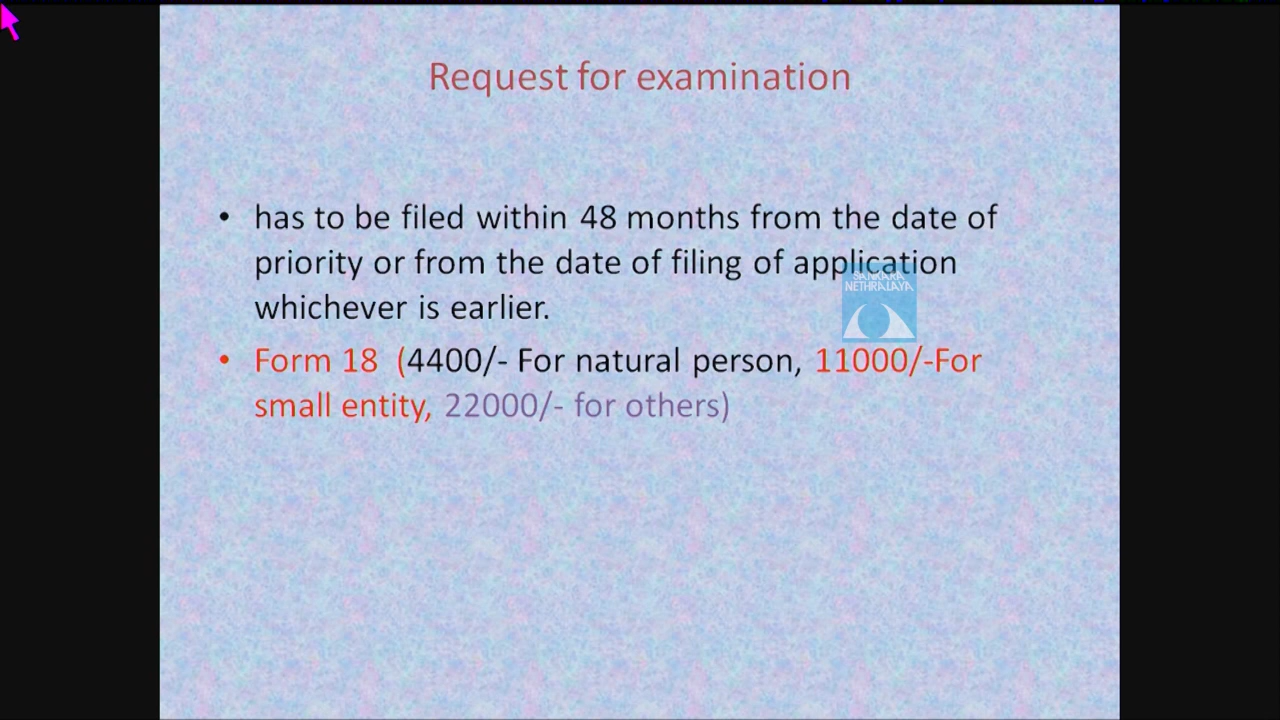 Request for examination
• has to be filed within 48 months from the date of
priority or from the date of filing of application
whichever is earlier.
SANKARA
NETHRALAYA
• Form 18 (4400/- For natural person, 11000/-For
small entity, 22000/- for others)